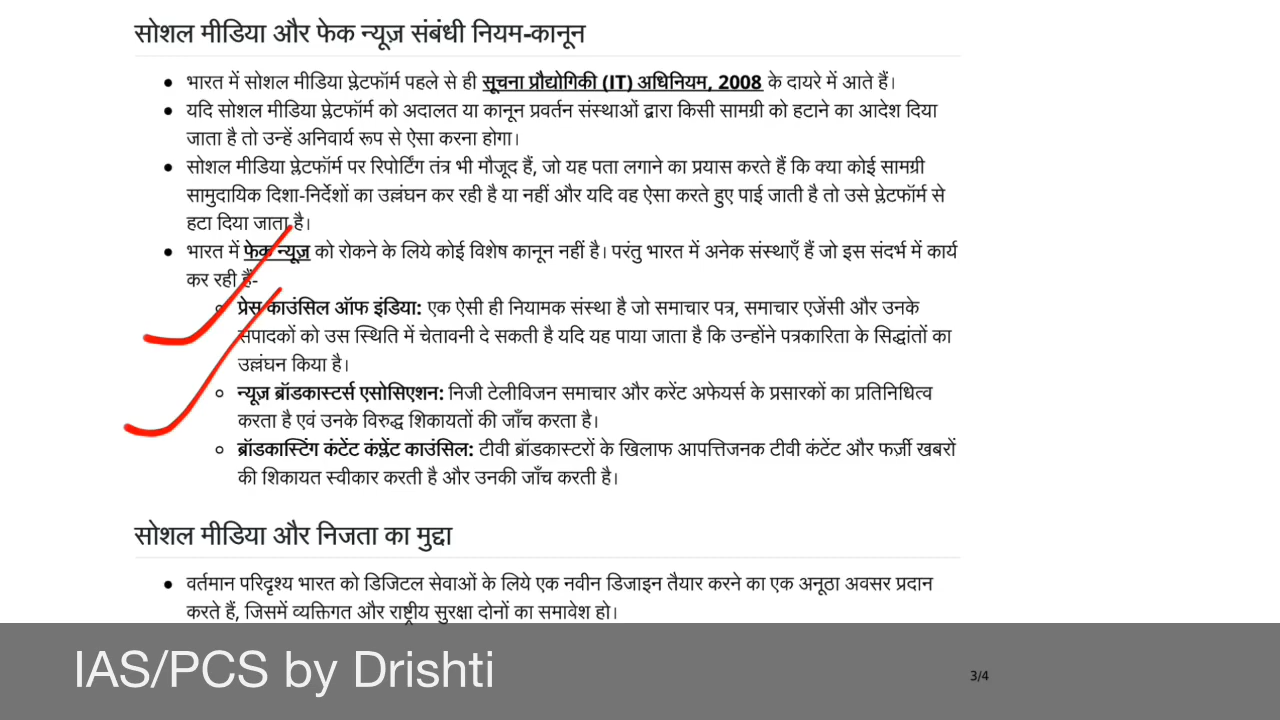 सोशल मीडिया और फेक न्यूज़ संबंधी नियम-कानून
भारत में सोशल मीडिया प्लेटफॉर्म पहले से ही सूचना प्रौद्योगिकी (IT) अधिनियम, 2008 के दायरे में आते हैं।
यदि सोशल मीडिया प्लेटफॉर्म को अदालत या कानून प्रवर्तन संस्थाओं द्वारा किसी सामग्री को हटाने का आदेश दिया
जाता है तो उन्हें अनिवार्य रूप से ऐसा करना होगा।
सोशल मीडिया प्लेटफॉर्म पर रिपोर्टिंग तंत्र भी मौजूद हैं, जो यह पता लगाने का प्रयास करते हैं कि क्या कोई सामग्री
सामुदायिक दिशा-निर्देशों का उल्लंघन कर रही है या नहीं और यदि वह ऐसा करते हुए पाई जाती है तो उसे प्लेटफॉर्म से
हटा दिया जाता है।
भारत में फेक न्यूज़ को रोकने के लिये कोई विशेष कानून नहीं है। परंतु भारत में अनेक संस्थाएँ हैं जो इस संदर्भ में कार्य
कर रही हैं-
प्रेस काउंसिल ऑफ इंडिया: एक ऐसी ही नियामक संस्था है जो समाचार पत्र, समाचार एजेंसी और उनके
संपादकों को उस स्थिति में चेतावनी दे सकती है यदि यह पाया जाता है कि उन्होंने पत्रकारिता के सिद्धांतों का
उल्लंघन किया है।
न्यूज़ ब्रॉडकास्टर्स एसोसिएशन: निजी टेलीविजन समाचार और करेंट अफेयर्स के प्रसारकों का प्रतिनिधित्व
करता है एवं उनके विरुद्ध शिकायतों की जाँच करता है।
ब्रॉडकास्टिंग कंटेंट कंप्लेंट काउंसिल: टीवी ब्रॉडकास्टरों के खिलाफ आपत्तिजनक टीवी कंटेंट और फर्ज़ी खबरों
की शिकायत स्वीकार करती है और उनकी जाँच करती है।
सोशल मीडिया और निजता का मुद्दा
वर्तमान परिदृश्य भारत को डिजिटल सेवाओं के लिये एक नवीन डिजाइन तैयार करने का एक अनूठा अवसर प्रदान
करते हैं, जिसमें व्यक्तिगत और राष्ट्रीय सुरक्षा दोनों का समावेश हो।
IAS/PCS by Drishti
3/4